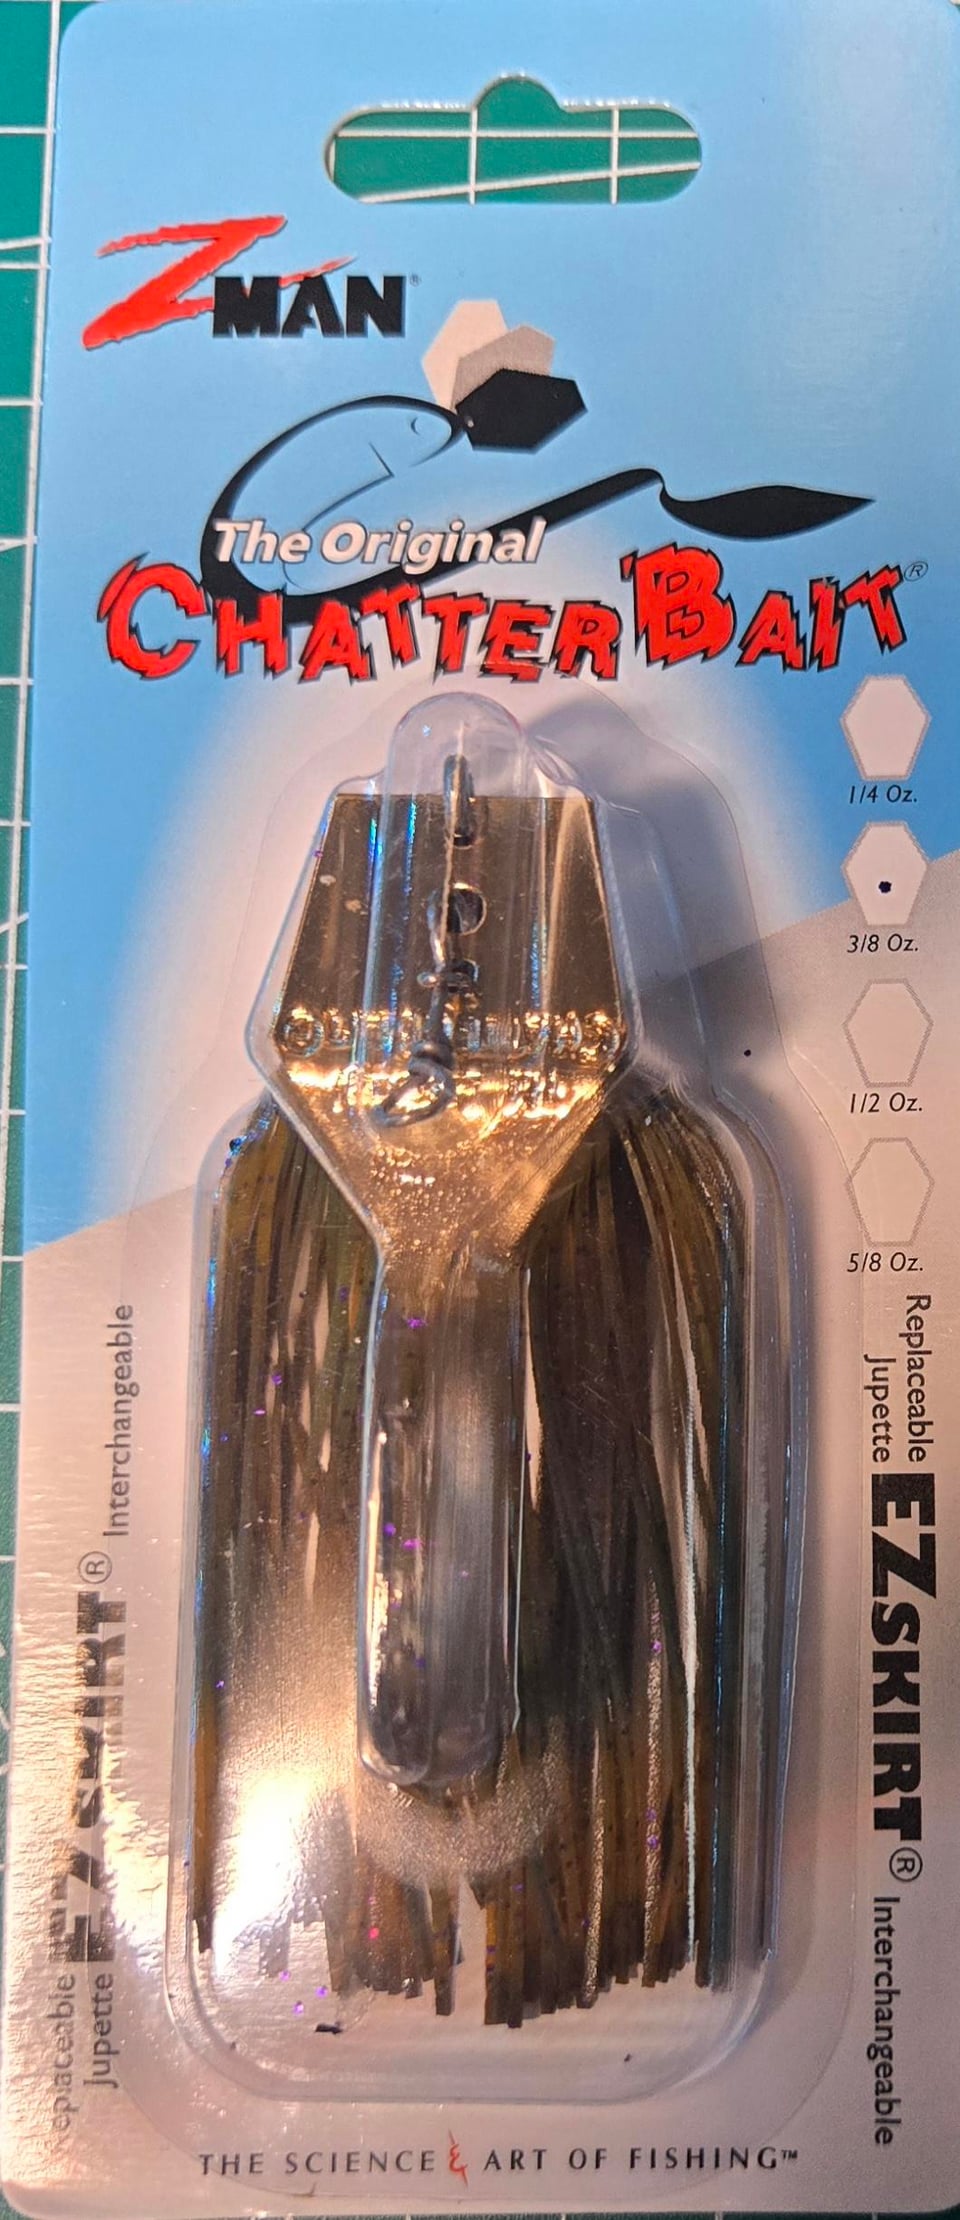 ZMAN®
The Original
CHATTERBAIT®
1/4 Oz.
3/8 Oz.
1/2 Oz.
5/8 Oz.
Replaceable
Jupette
EZSKIRT® Interchangeable
Jupette
EZSKIRT® Interchangeable
THE SCIENCE & ART OF FISHING™